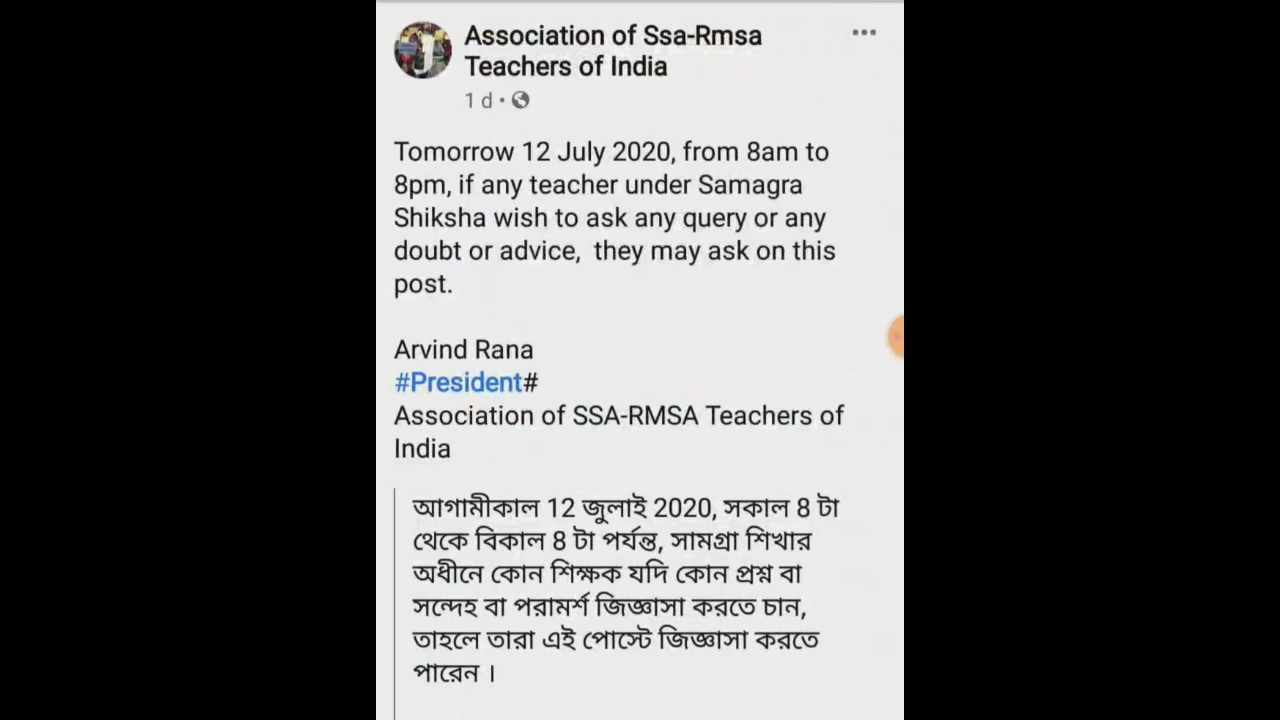 Association of Ssa-Rmsa
Teachers of India
1 d •
Tomorrow 12 July 2020, from 8am to
8pm, if any teacher under Samagra
Shiksha wish to ask any query or any
doubt or advice,  they may ask on this
post.
Arvind Rana
#President#
Association of SSA-RMSA Teachers of
India
আগামীকাল 12 জুলাই 2020, সকাল 8 টা
থেকে বিকাল 8 টা পর্যন্ত, সামগ্রা শিখার
অধীনে কোন শিক্ষক যদি কোন প্রশ্ন বা
সন্দেহ বা পরামর্শ জিজ্ঞাসা করতে চান,
তাহলে তারা এই পোস্টে জিজ্ঞাসা করতে
পারেন ।